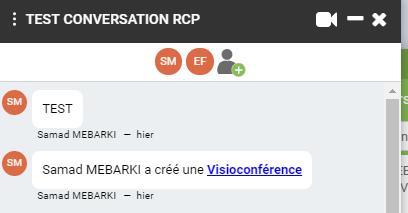 TEST CONVERSATION RCP
SM EF
SM TEST
Samad MEBARKI — hier
SM Samad MEBARKI a créé une Visioconférence
Samad MEBARKI — hier